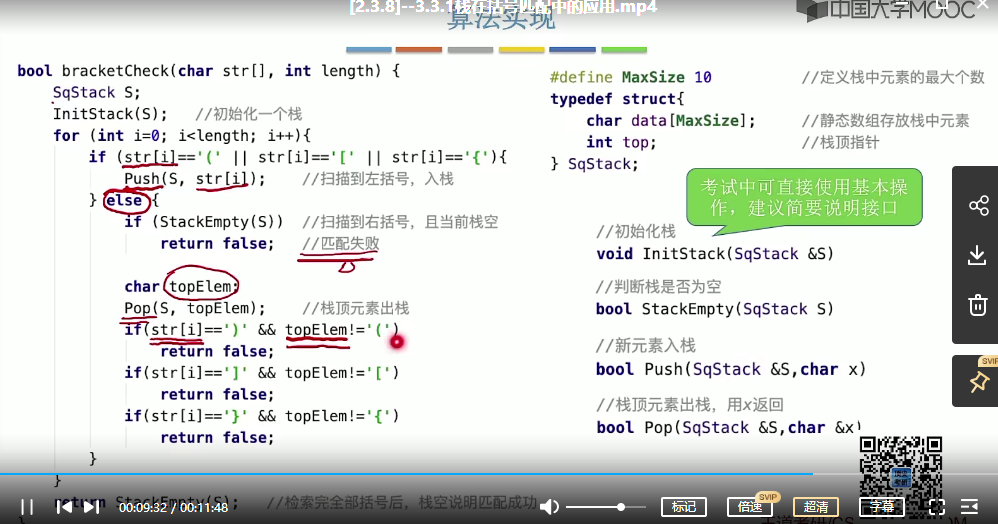 [2.3.8]--3.3.1栈在括号匹配中的应用.mp4
算法实现
中国大学MOOC
bool bracketCheck(char str[], int length) {
SqStack S;
InitStack(S); //初始化一个栈
for (int i=0; i<length; i++){
if (str[i]=='(' || str[i]=='[' || str[i]=='{'){
Push(S, str[i]); //扫描到左括号，入栈
} else {
if (StackEmpty(S)) //扫描到右括号，且当前栈空
return false; //匹配失败
char topElem;
Pop(S, topElem); //栈顶元素出栈
if(str[i]==')' && topElem!='(')
return false;
if(str[i]==']' && topElem!='[')
return false;
if(str[i]=='}' && topElem!='{')
return false;
}
}
return StackEmpty(S); //检索完全部括号后，栈空说明匹配成功
#define MaxSize 10 //定义栈中元素的最大个数
typedef struct{
char data[MaxSize]; //静态数组存放栈中元素
int top; //栈顶指针
} SqStack;
考试中可直接使用基本操
作，建议简要说明接口
//初始化栈
void InitStack(SqStack &S)
//判断栈是否为空
bool StackEmpty(SqStack S)
//新元素入栈
bool Push(SqStack &S,char x)
//栈顶元素出栈，用x返回
bool Pop(SqStack &S,char &x)
SVIP
00:09:32 / 00:11:48
标记
倍速
SVIP
超清
字幕